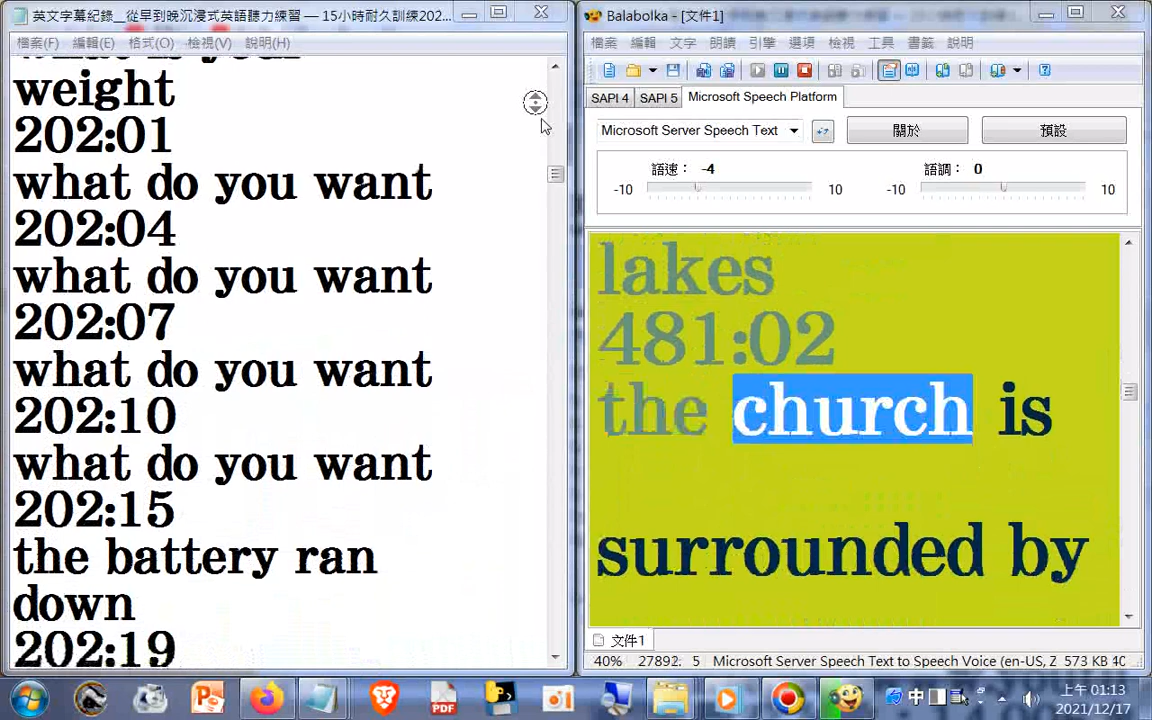 英文字幕紀錄__從早到晚沉浸式英語聽力練習 — 15小時耐久訓練202...
檔案(F) 編輯(E) 格式(O) 檢視(V) 說明(H)
what is your
weight
202:01
what do you want
202:04
what do you want
202:07
what do you want
202:10
what do you want
202:15
the battery ran
down
202:19
Balabolka - [文件1]
檔案 編輯 文字 朗讀 引擎 選項 檢視 工具 書籤 說明
SAPI 4 SAPI 5 Microsoft Speech Platform
Microsoft Server Speech Text 關於 預設
語速： -4 語調： 0
-10 10 -10 10
lakes
481:02
the church is
surrounded by
文件1
40% 27892. 5 Microsoft Server Speech Text to Speech Voice (en-US, Z 573 KB
PDF
中
上午 01:13
2021/12/17